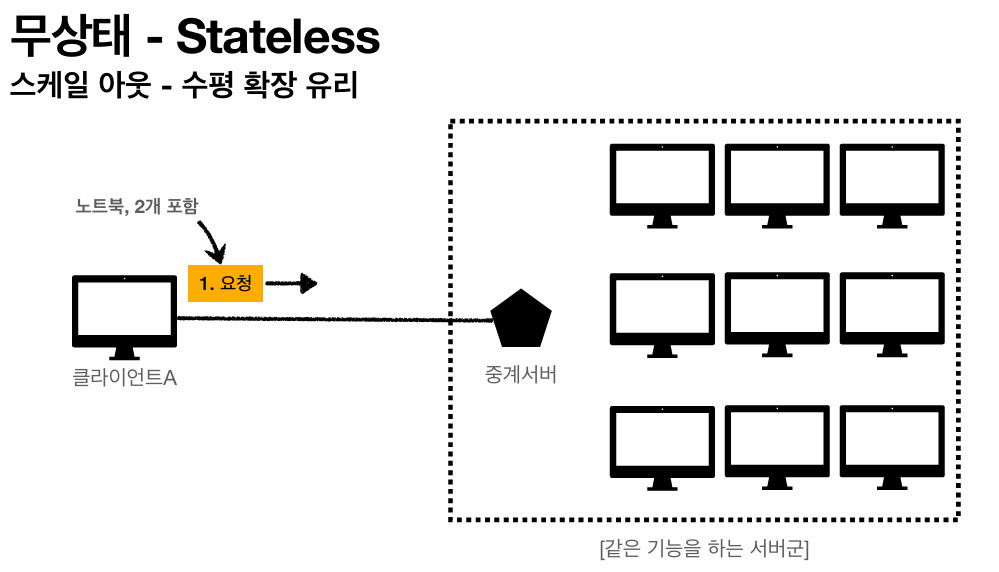 무상태 - Stateless
스케일 아웃 - 수평 확장 유리
노트북, 2개 포함
1. 요청
클라이언트A
중계서버
[같은 기능을 하는 서버군]